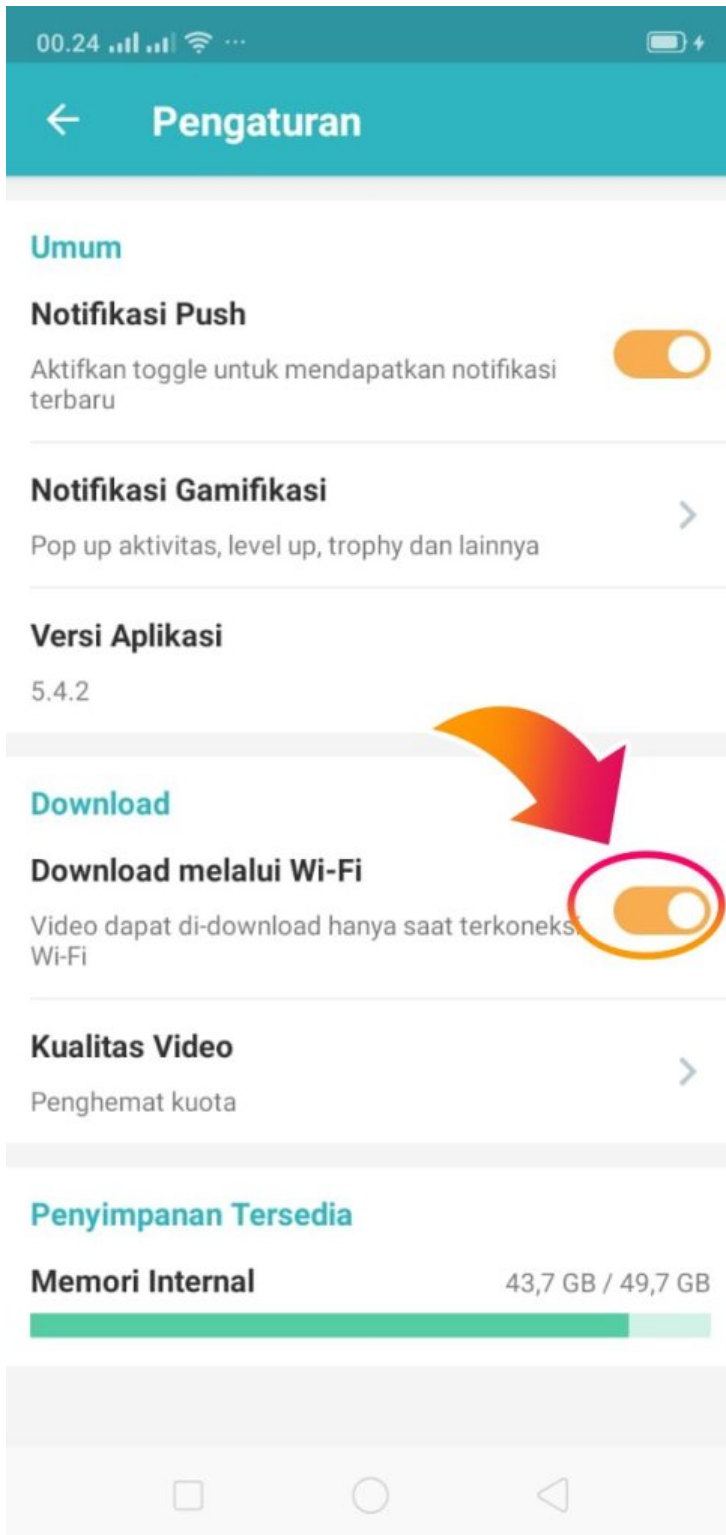 00.24
Pengaturan
Umum
Notifikasi Push
Aktifkan toggle untuk mendapatkan notifikasi
terbaru
Notifikasi Gamifikasi
Pop up aktivitas, level up, trophy dan lainnya
Versi Aplikasi
5.4.2
Download
Download melalui Wi-Fi
Video dapat di-download hanya saat terkoneksi
Wi-Fi
Kualitas Video
Penghemat kuota
Penyimpanan Tersedia
Memori Internal 43,7 GB / 49,7 GB